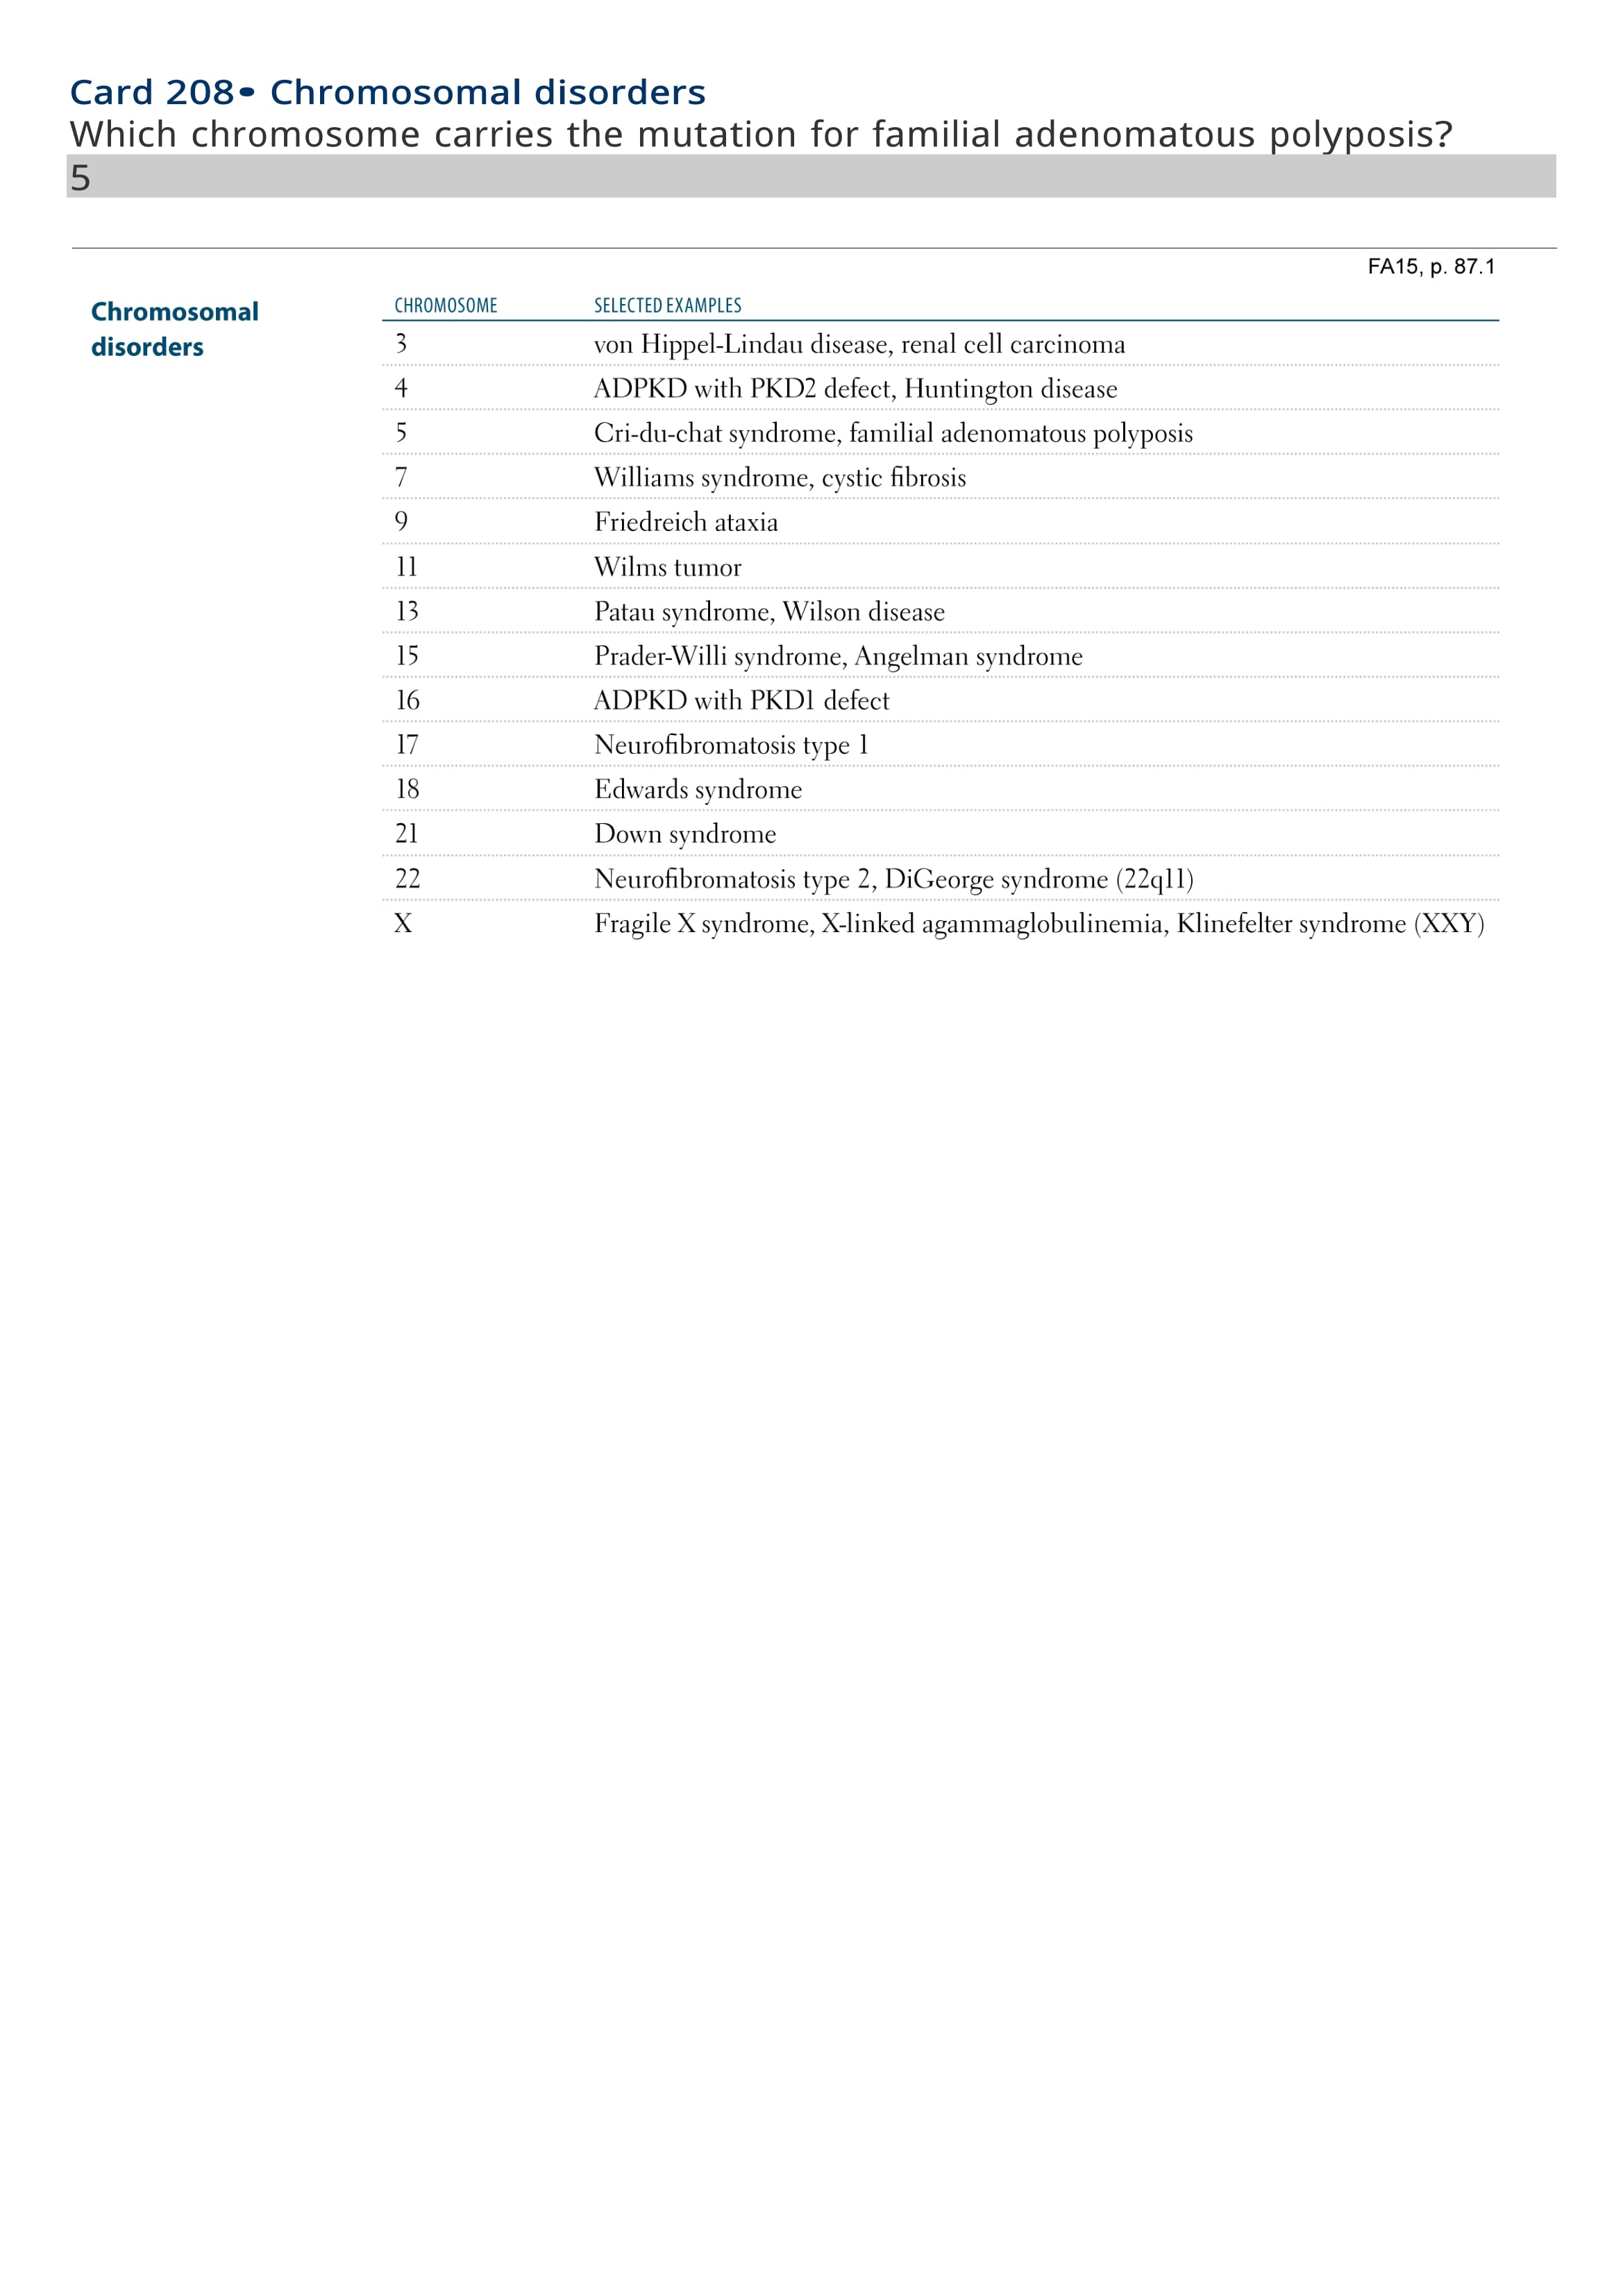 Card 208• Chromosomal disorders
Which chromosome carries the mutation for familial adenomatous polyposis?
5
FA15, p. 87.1
Chromosomal
disorders
CHROMOSOME SELECTED EXAMPLES
3 von Hippel-Lindau disease, renal cell carcinoma
4 ADPKD with PKD2 defect, Huntington disease
5 Cri-du-chat syndrome, familial adenomatous polyposis
7 Williams syndrome, cystic fibrosis
9 Friedreich ataxia
11 Wilms tumor
13 Patau syndrome, Wilson disease
15 Prader-Willi syndrome, Angelman syndrome
16 ADPKD with PKD1 defect
17 Neurofibromatosis type 1
18 Edwards syndrome
21 Down syndrome
22 Neurofibromatosis type 2, DiGeorge syndrome (22q11)
X Fragile X syndrome, X-linked agammaglobulinemia, Klinefelter syndrome (XXY)